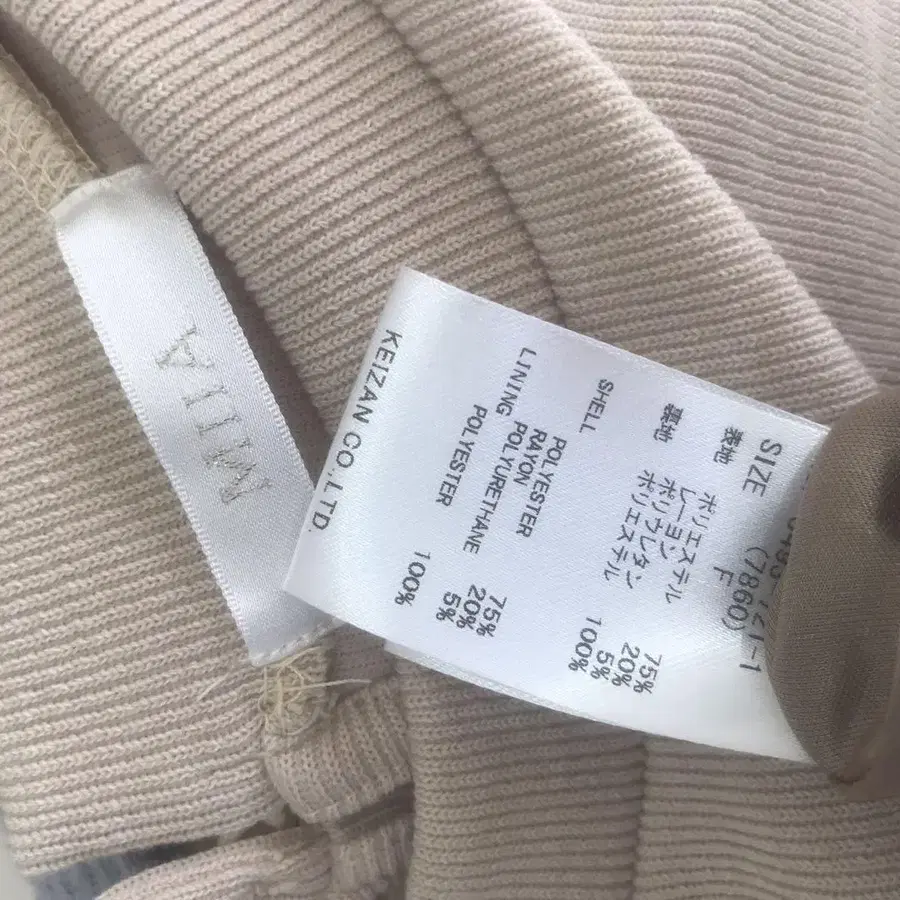 MIIA
(7860)
SIZE F
表地 ポリエステル 75%
レーヨン 20%
ポリウレタン 5%
裏地 ポリエステル 100%
SHELL POLYESTER 75%
RAYON 20%
POLYURETHANE 5%
LINING POLYESTER 100%
KEIZAN CO.,LTD.